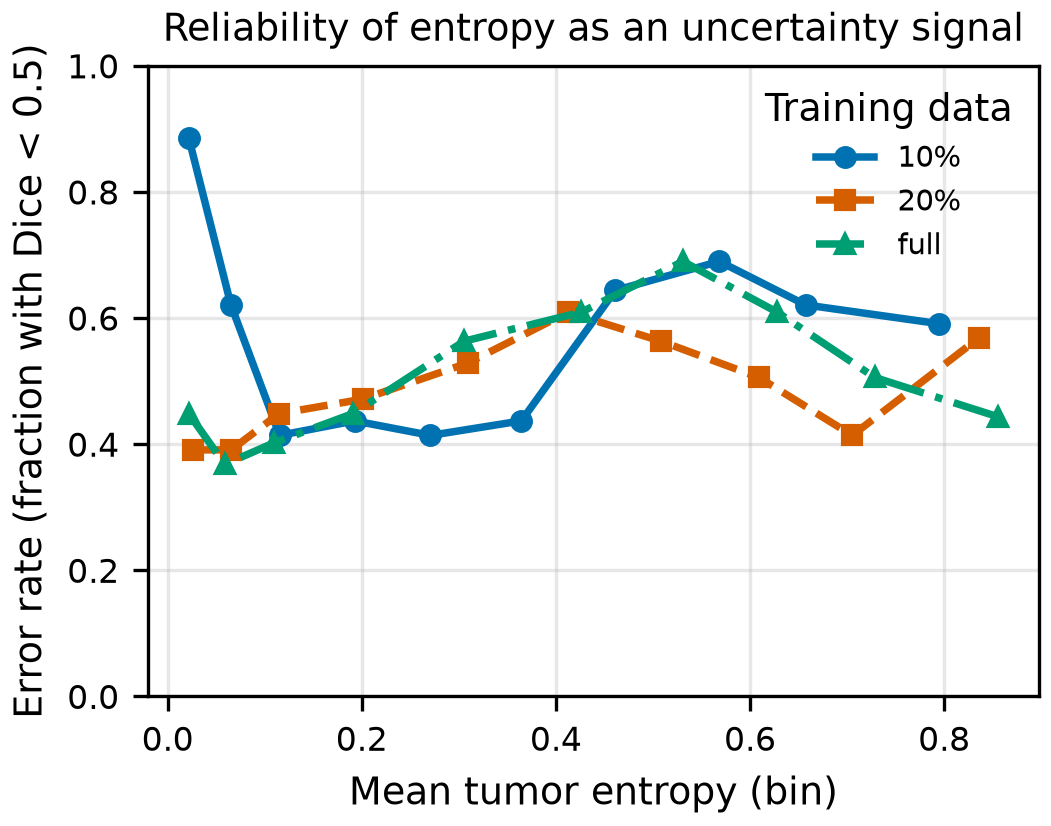 Reliability of entropy as an uncertainty signal
Error rate (fraction with Dice < 0.5)
1.0
0.8
0.6
0.4
0.2
0.0
Training data
10%
20%
full
0.0 0.2 0.4 0.6 0.8
Mean tumor entropy (bin)